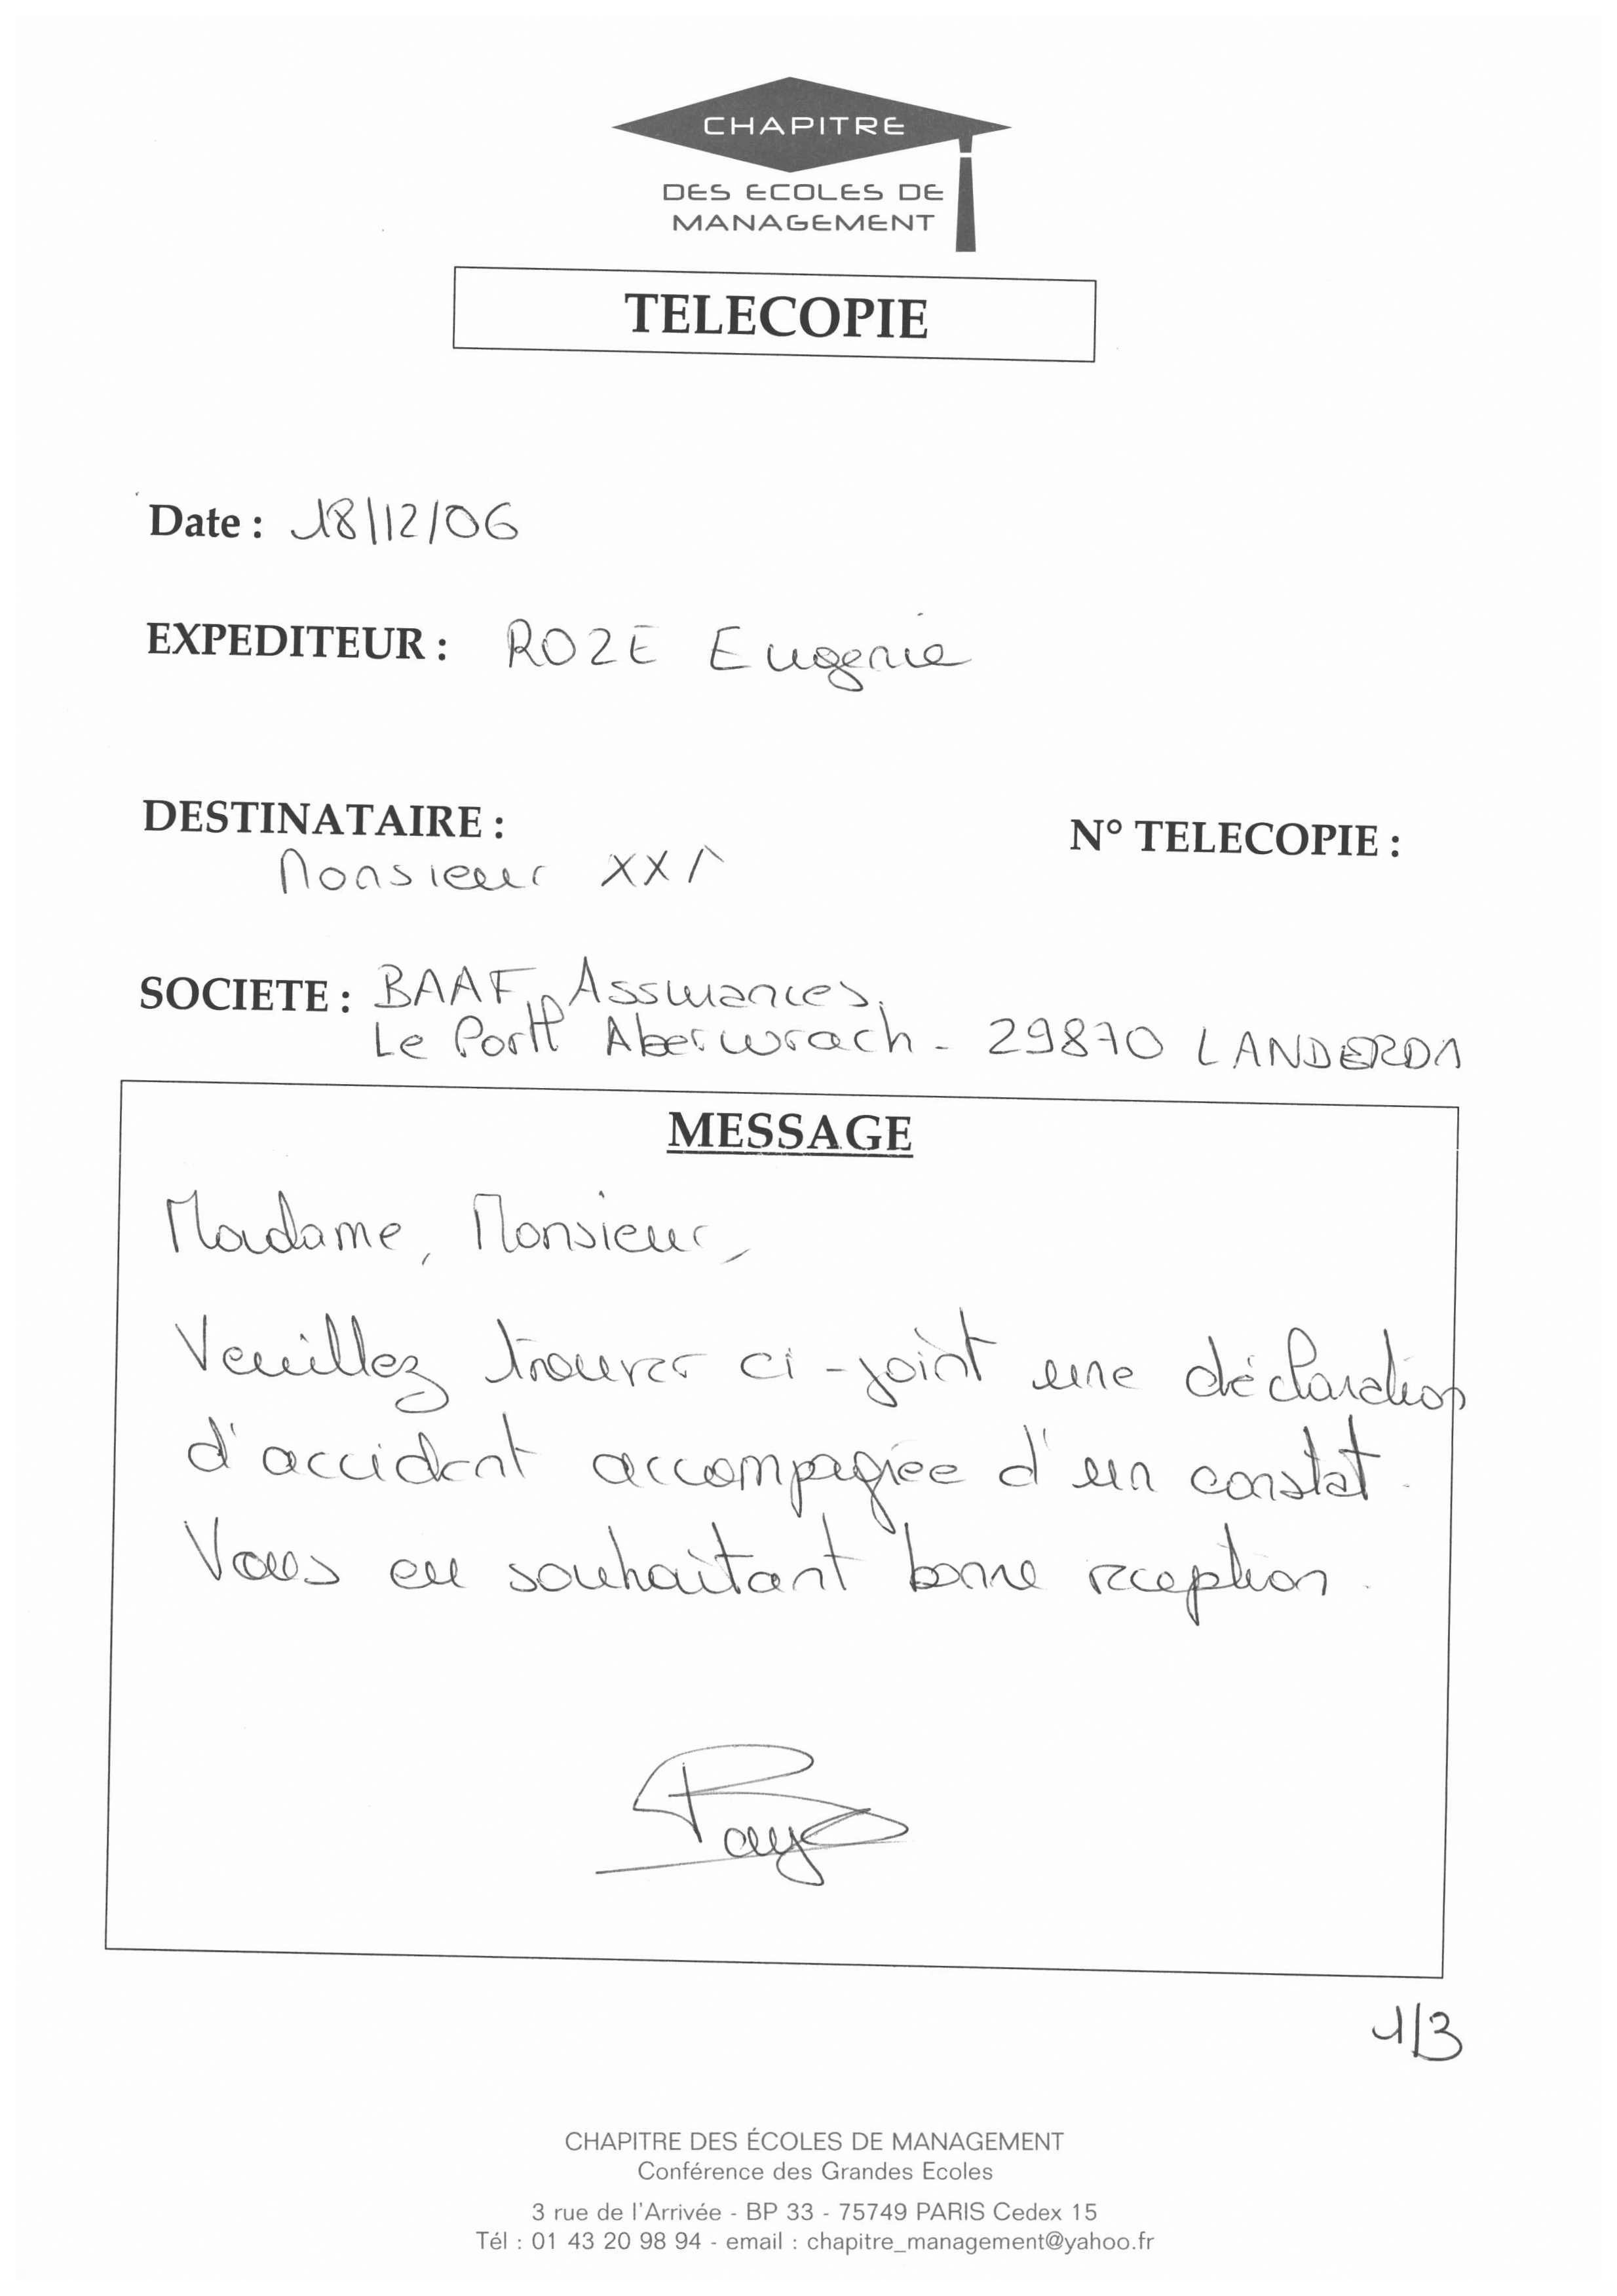 CHAPITRE
DES ECOLES DE
MANAGEMENT
TELECOPIE
Date : 18/12/06
EXPEDITEUR : ROZE Eugenie
DESTINATAIRE :
N° TELECOPIE :
Monsieur
SOCIETE : BAAF Assurances.
Le Port Aberwrach - 29870 LANDERDA
MESSAGE
Madame, Monsieur,
Veuillez trouver ci-joint une déclaration
d'accident accompagnée d'un constat.
Vous en souhaitant bonne reception.
1/3
CHAPITRE DES ÉCOLES DE MANAGEMENT
Conférence des Grandes Ecoles
3 rue de l'Arrivée - BP 33 - 75749 PARIS Cedex 15
Tél : 01 43 20 98 94 - email : chapitre_management@yahoo.fr